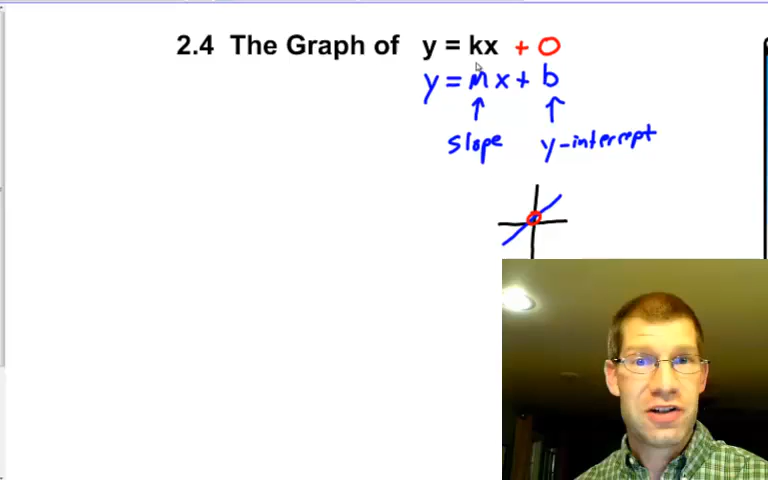 2.4 The Graph of y = kx + 0
y = mx + b
↑ ↑
slope y-intercept